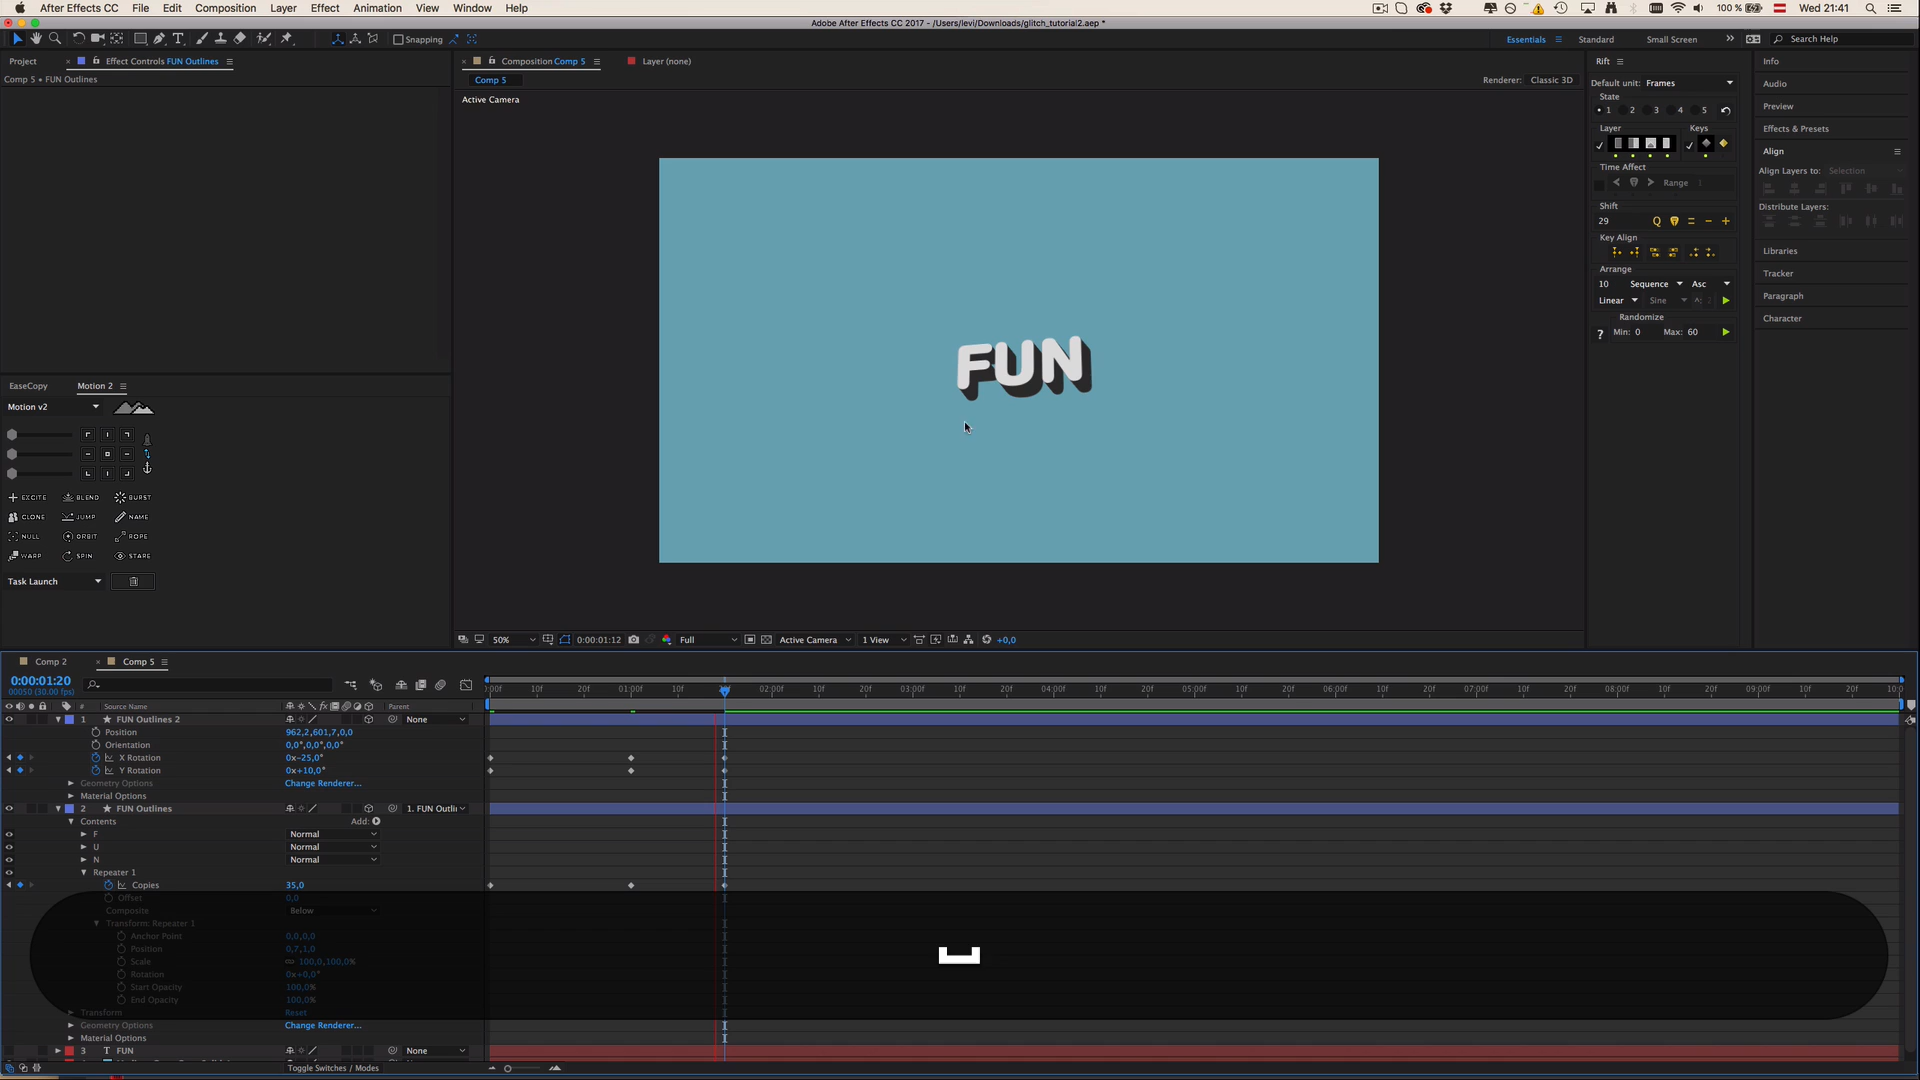 After Effects CC File Edit Composition Layer Effect Animation View Window Help
100 % Wed 21:41
Adobe After Effects CC 2017 - /Users/levi/Downloads/glitch_tutorial2.aep *
Snapping
Essentials Standard Small Screen Search Help
Project Effect Controls FUN Outlines
Comp 5 • FUN Outlines
Composition Comp 5 Layer (none)
Comp 5
Renderer: Classic 3D
Active Camera
FUN
Rift
Default unit: Frames
State
1 2 3 4 5
Layer Keys
Time Affect
Range
Shift
29 Q = − +
Key Align
Arrange
10 Sequence Asc
Linear Sine
Randomize
? Min: 0 Max: 60
Info
Audio
Preview
Effects & Presets
Align
Align Layers to: Selection
Distribute Layers:
Libraries
Tracker
Paragraph
Character
EaseCopy Motion 2
Motion v2
EXCITE BLEND BURST
CLONE JUMP NAME
NULL ORBIT ROPE
WARP SPIN STARE
Task Launch
50% 0:00:01:12 Full Active Camera 1 View +0,0
Comp 2 Comp 5
0:00:01:20
00050 (30.00 fps)
:00f 10f 20f 01:00f 10f 02:00f 10f 20f 03:00f 10f 20f 04:00f 10f 20f 05:00f 10f 20f 06:00f 10f 20f 07:00f 10f 20f 08:00f 10f 20f 09:00f 10f 20f 10:0
# Source Name Parent
1 FUN Outlines 2 None
Position 962,2,601,7,0,0
Orientation 0,0°,0,0°,0,0°
X Rotation 0x-25,0°
Y Rotation 0x+10,0°
Geometry Options Change Renderer...
Material Options
2 FUN Outlines 1. FUN Outli
Contents Add:
F Normal
U Normal
N Normal
Repeater 1
Copies 35,0
Offset 0,0
Composite Below
Transform: Repeater 1
Anchor Point 0,0,0,0
Position 0,7,1,0
Scale 100,0,100,0%
Rotation 0x+0,0°
Start Opacity 100,0%
End Opacity 100,0%
Transform Reset
Geometry Options Change Renderer...
Material Options
3 T FUN None
Toggle Switches / Modes